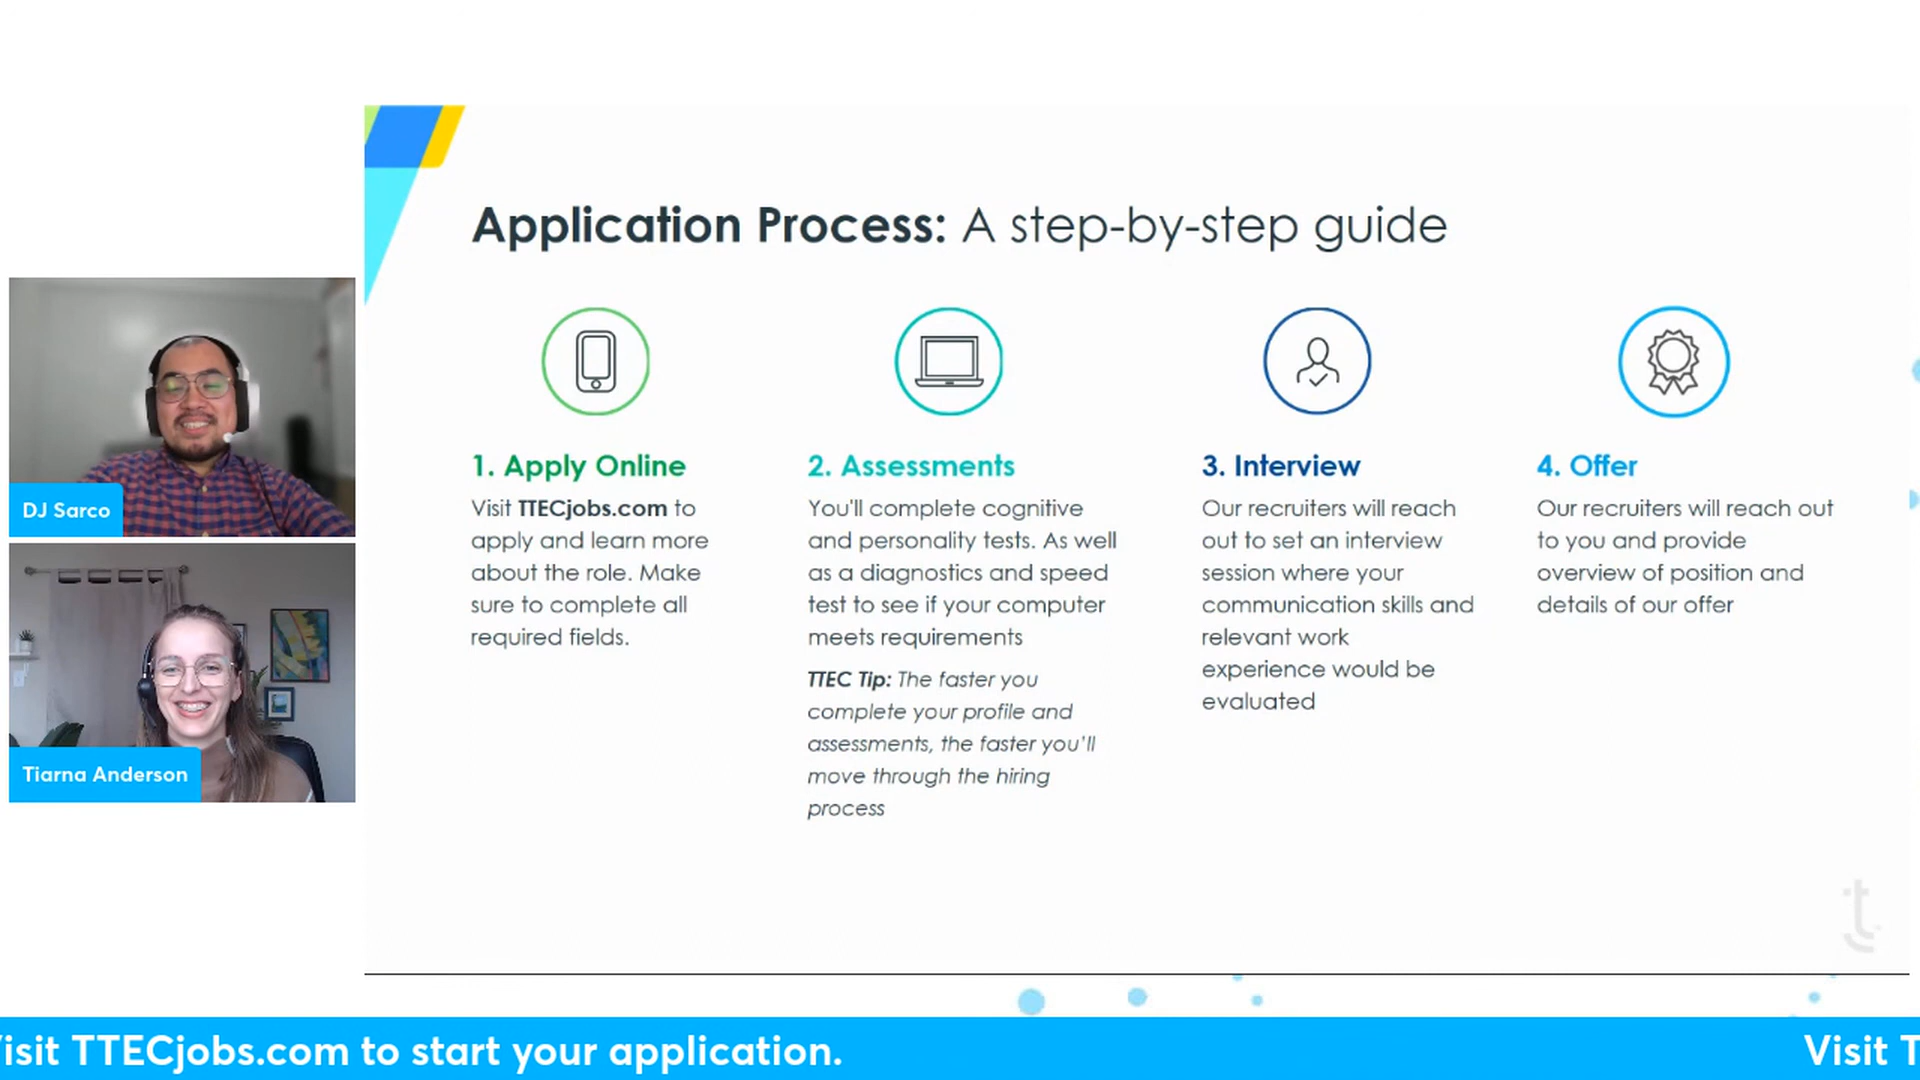 Application Process: A step-by-step guide
1. Apply Online
Visit TTECjobs.com to
apply and learn more
about the role. Make
sure to complete all
required fields.
2. Assessments
You'll complete cognitive
and personality tests. As well
as a diagnostics and speed
test to see if your computer
meets requirements
TTEC Tip: The faster you
complete your profile and
assessments, the faster you'll
move through the hiring
process
3. Interview
Our recruiters will reach
out to set an interview
session where your
communication skills and
relevant work
experience would be
evaluated
4. Offer
Our recruiters will reach out
to you and provide
overview of position and
details of our offer
DJ Sarco
Tiarna Anderson
t
isit TTECjobs.com to start your application.
Visit T